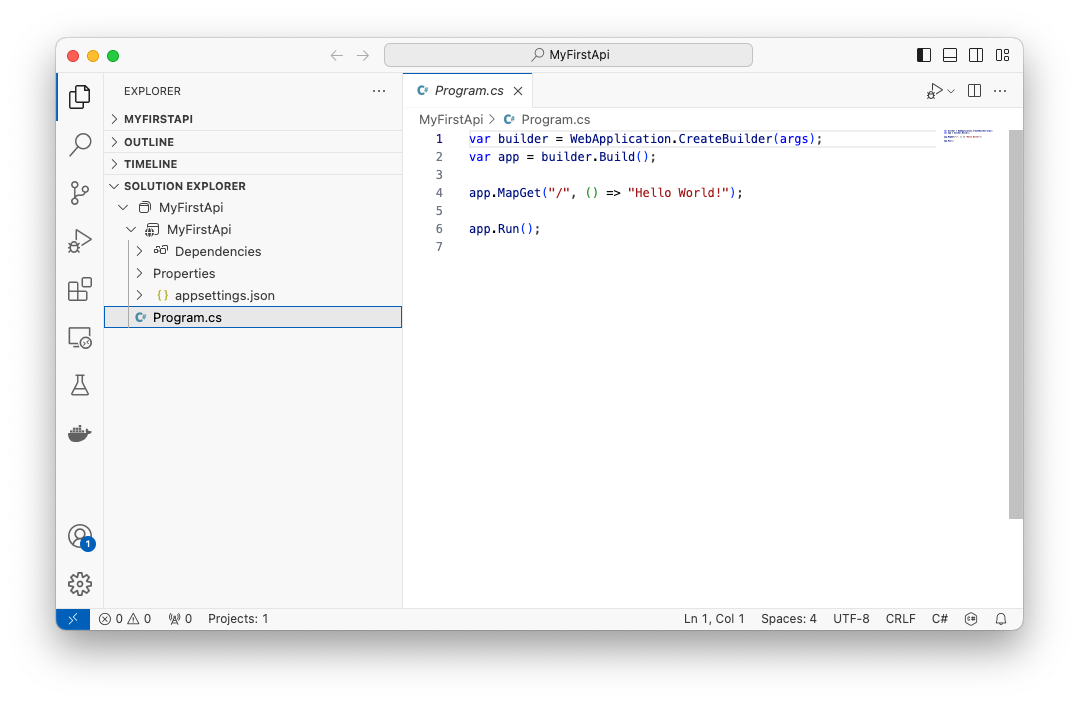 MyFirstApi
EXPLORER
MYFIRSTAPI
OUTLINE
TIMELINE
SOLUTION EXPLORER
MyFirstApi
MyFirstApi
Dependencies
Properties
{} appsettings.json
C# Program.cs
C# Program.cs
MyFirstApi > C# Program.cs
1 var builder = WebApplication.CreateBuilder(args);
2 var app = builder.Build();
3
4 app.MapGet("/", () => "Hello World!");
5
6 app.Run();
7
1
0 0 0 Projects: 1 Ln 1, Col 1 Spaces: 4 UTF-8 CRLF C#